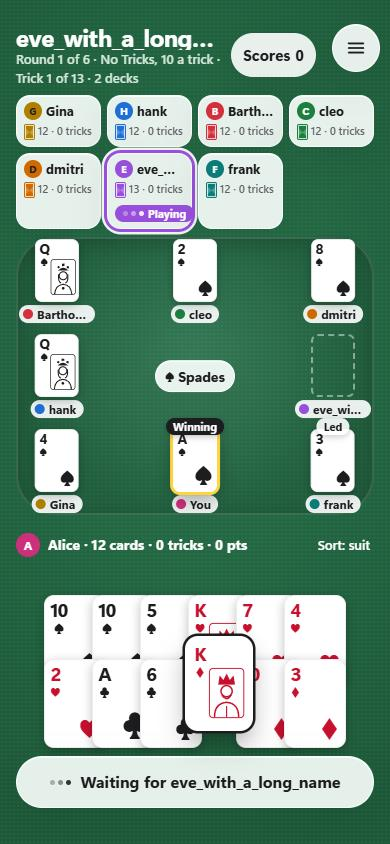 eve_with_a_long...
Round 1 of 6 · No Tricks, 10 a trick ·
Trick 1 of 13 · 2 decks
Scores 0
G Gina
12 · 0 tricks
H hank
12 · 0 tricks
B Barth...
12 · 0 tricks
C cleo
12 · 0 tricks
D dmitri
12 · 0 tricks
E eve_...
13 · 0 tricks
Playing
F frank
12 · 0 tricks
Q
Bartho...
2
cleo
8
dmitri
Q
hank
Spades
eve_wi...
4
Gina
Winning
A
You
Led
3
frank
A Alice · 12 cards · 0 tricks · 0 pts
Sort: suit
10 10 5 K 7 4
2 A 6 K 3
Waiting for eve_with_a_long_name